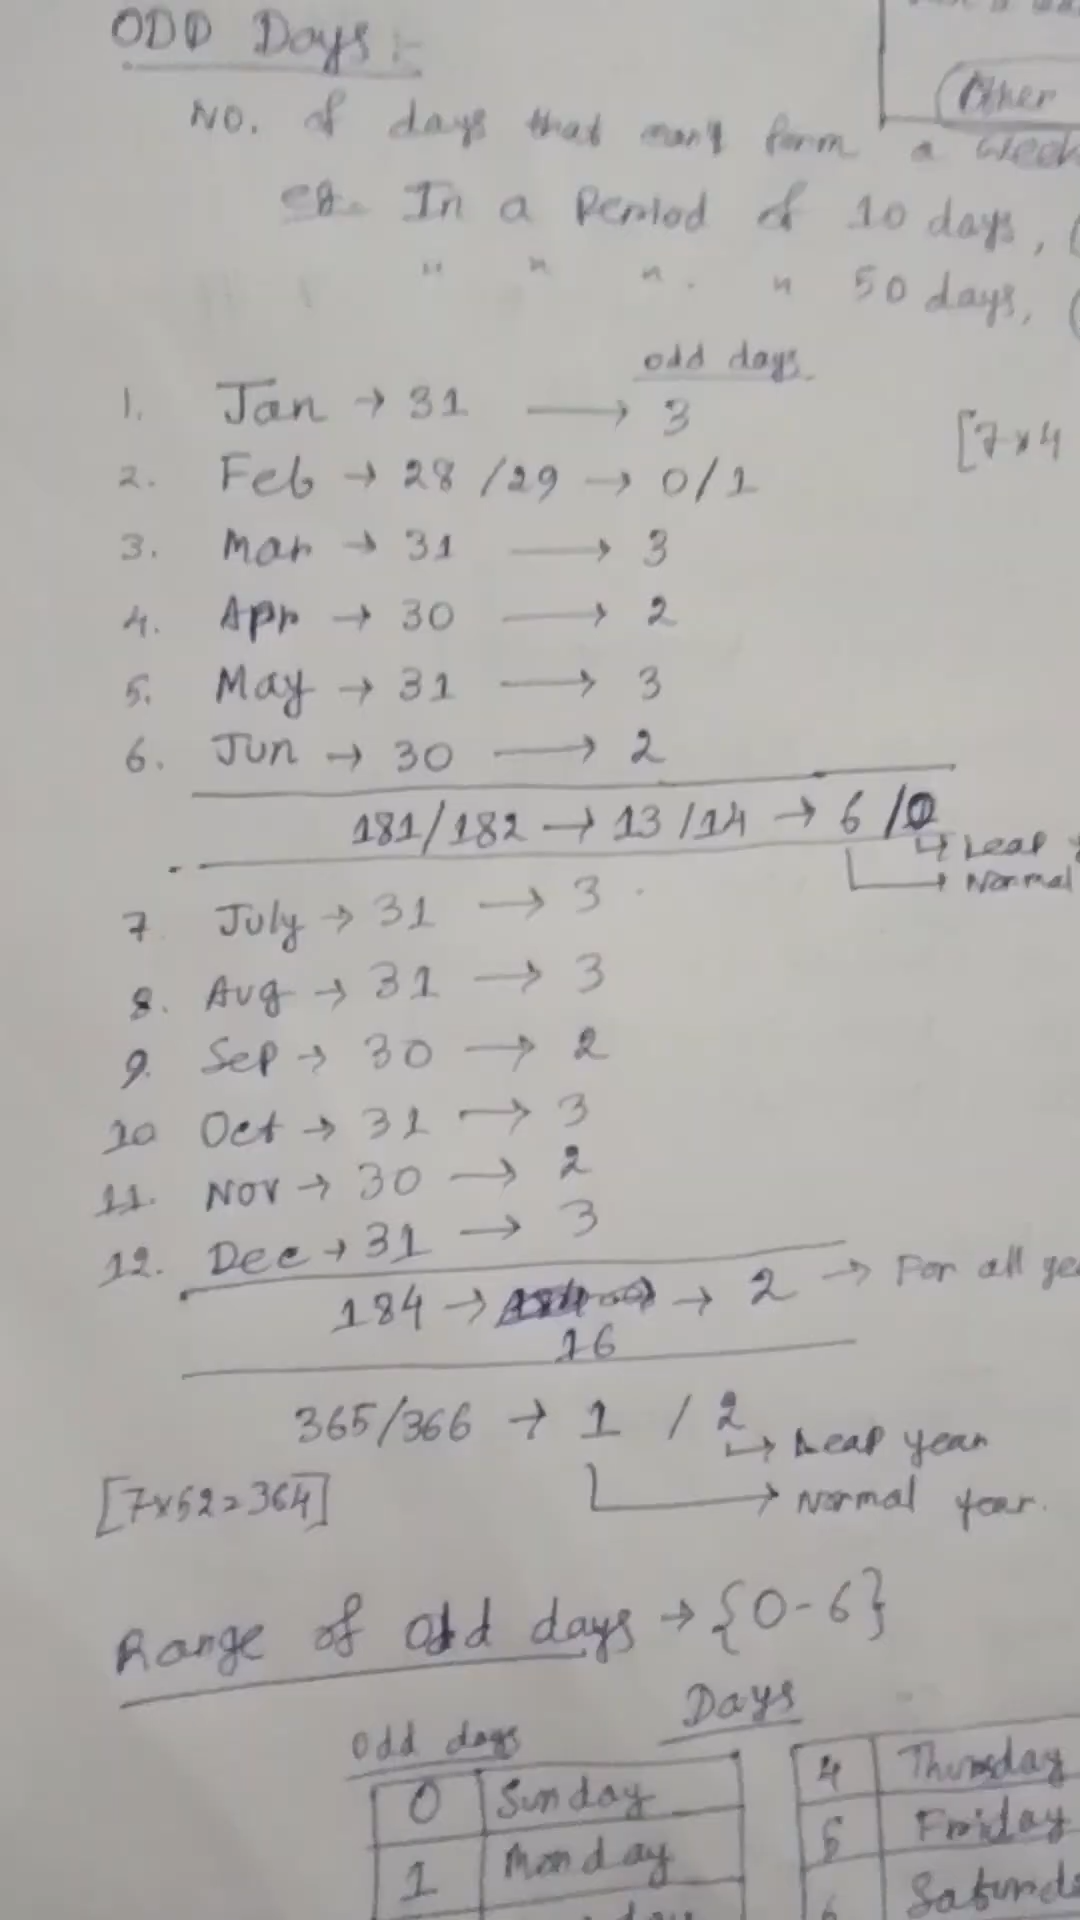 ODD Days :-
Other
No. of days that can't form a week
eg. In a Period of 10 days, (
" " " . " 50 days, (
odd days
1. Jan → 31 → 3
[7×4
2. Feb → 28 /29 → 0/1
3. Mar → 31 → 3
4. Apr → 30 → 2
5. May → 31 → 3
6. Jun → 30 → 2
181/182 → 13/14 → 6/0
→ Leap y
→ Normal
7. July → 31 → 3
8. Aug → 31 → 3
9. Sep → 30 → 2
10 Oct → 31 → 3
11. Nov → 30 → 2
12. Dec → 31 → 3
184 → → 2 → For all yea
16
365/366 → 1 / 2
→ Leap year
[7×52=364] → Normal year.
Range of odd days → {0-6}
Days
Odd days
0 Sunday 4 Thursday
1 Monday 5 Friday
6 Saturda